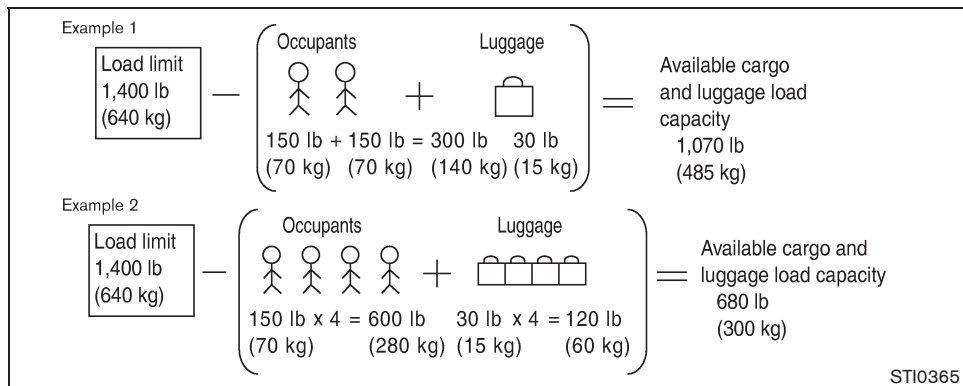 Example 1
Load limit
1,400 lb
(640 kg)
−
Occupants
+
Luggage
150 lb + 150 lb = 300 lb 30 lb
(70 kg) (70 kg) (140 kg) (15 kg)
=
Available cargo
and luggage load
capacity
1,070 lb
(485 kg)
Example 2
Load limit
1,400 lb
(640 kg)
−
Occupants
+
Luggage
150 lb x 4 = 600 lb 30 lb x 4 = 120 lb
(70 kg) (280 kg) (15 kg) (60 kg)
=
Available cargo and
luggage load capacity
680 lb
(300 kg)
STI0365